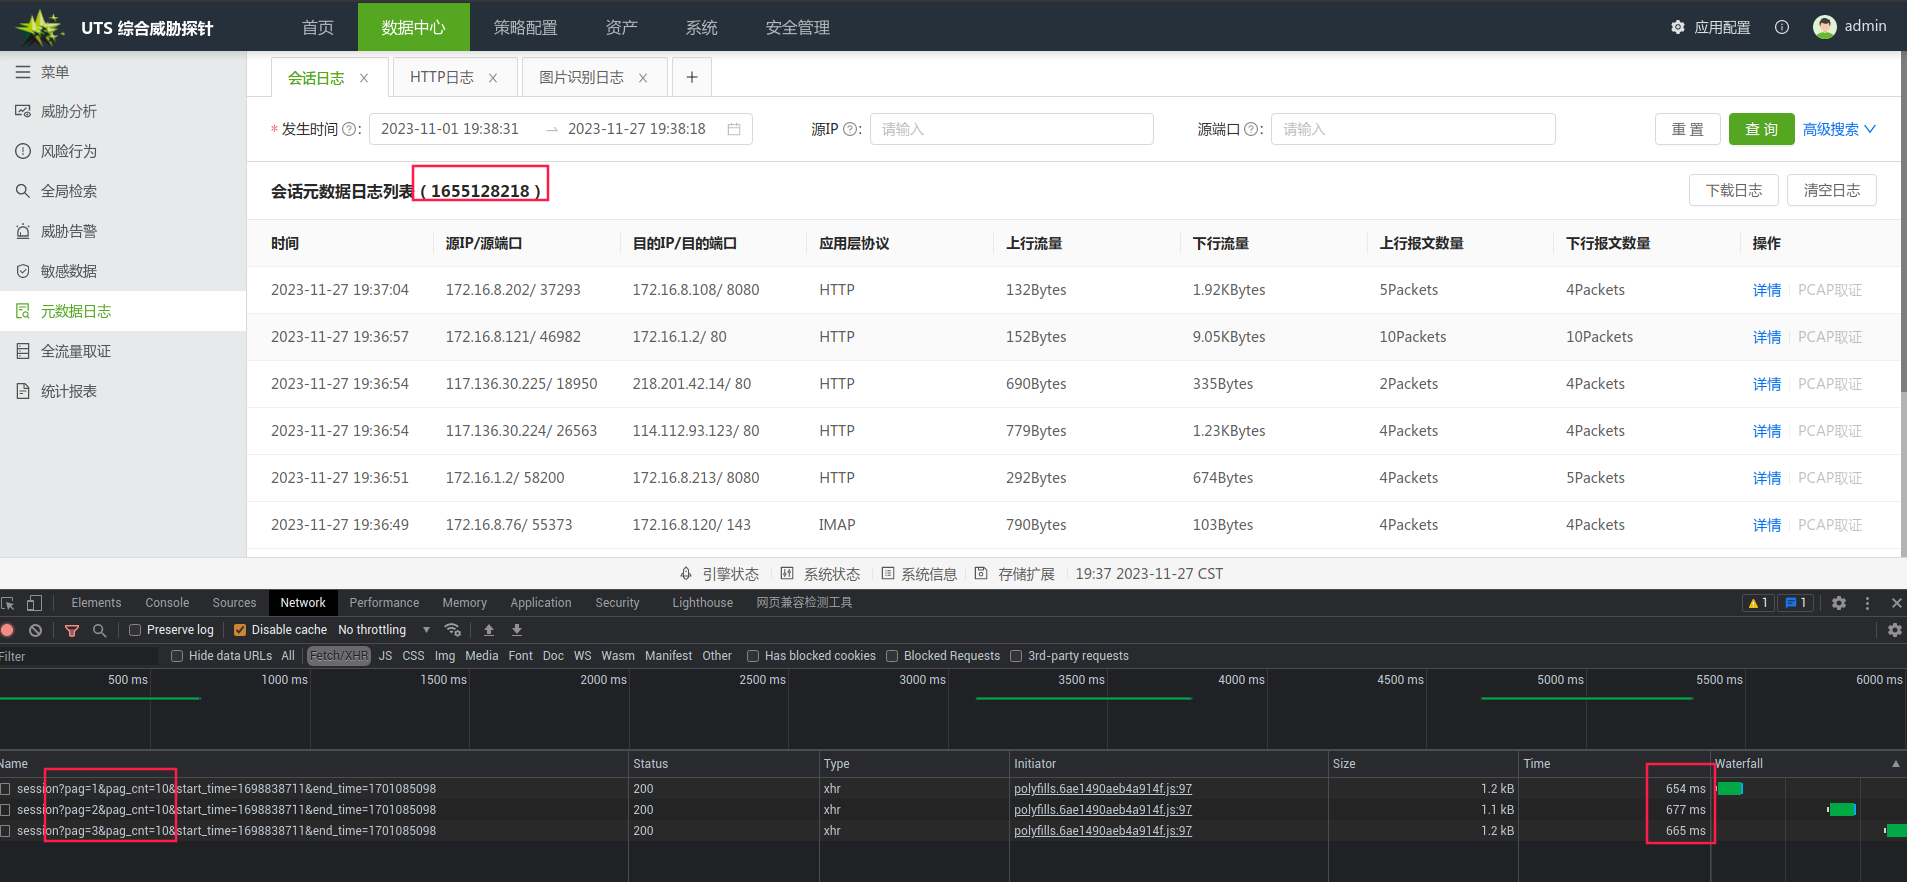 UTS 综合威胁探针 首页 数据中心 策略配置 资产 系统 安全管理 应用配置 admin
菜单
威胁分析
风险行为
全局检索
威胁告警
敏感数据
元数据日志
全流量取证
统计报表
会话日志 × HTTP日志 × 图片识别日志 × +
* 发生时间 ? : 2023-11-01 19:38:31 → 2023-11-27 19:38:18 源IP ? : 请输入 源端口 ? : 请输入 重 置 查 询 高级搜索
会话元数据日志列表 ( 1655128218 ) 下载日志 清空日志
时间 源IP/源端口 目的IP/目的端口 应用层协议 上行流量 下行流量 上行报文数量 下行报文数量 操作
2023-11-27 19:37:04 172.16.8.202/ 37293 172.16.8.108/ 8080 HTTP 132Bytes 1.92KBytes 5Packets 4Packets 详情 PCAP取证
2023-11-27 19:36:57 172.16.8.121/ 46982 172.16.1.2/ 80 HTTP 152Bytes 9.05KBytes 10Packets 10Packets 详情 PCAP取证
2023-11-27 19:36:54 117.136.30.225/ 18950 218.201.42.14/ 80 HTTP 690Bytes 335Bytes 2Packets 4Packets 详情 PCAP取证
2023-11-27 19:36:54 117.136.30.224/ 26563 114.112.93.123/ 80 HTTP 779Bytes 1.23KBytes 4Packets 4Packets 详情 PCAP取证
2023-11-27 19:36:51 172.16.1.2/ 58200 172.16.8.213/ 8080 HTTP 292Bytes 674Bytes 4Packets 5Packets 详情 PCAP取证
2023-11-27 19:36:49 172.16.8.76/ 55373 172.16.8.120/ 143 IMAP 790Bytes 103Bytes 4Packets 4Packets 详情 PCAP取证
引擎状态 系统状态 系统信息 存储扩展 19:37 2023-11-27 CST
Elements Console Sources Network Performance Memory Application Security Lighthouse 网页兼容检测工具 1 1
Preserve log Disable cache No throttling
Filter Hide data URLs All Fetch/XHR JS CSS Img Media Font Doc WS Wasm Manifest Other Has blocked cookies Blocked Requests 3rd-party requests
500 ms 1000 ms 1500 ms 2000 ms 2500 ms 3000 ms 3500 ms 4000 ms 4500 ms 5000 ms 5500 ms 6000 ms
Name Status Type Initiator Size Time Waterfall
session?pag=1&pag_cnt=10&start_time=1698838711&end_time=1701085098 200 xhr polyfills.6ae1490aeb4a914f.js:97 1.2 kB 654 ms
session?pag=2&pag_cnt=10&start_time=1698838711&end_time=1701085098 200 xhr polyfills.6ae1490aeb4a914f.js:97 1.1 kB 677 ms
session?pag=3&pag_cnt=10&start_time=1698838711&end_time=1701085098 200 xhr polyfills.6ae1490aeb4a914f.js:97 1.2 kB 665 ms